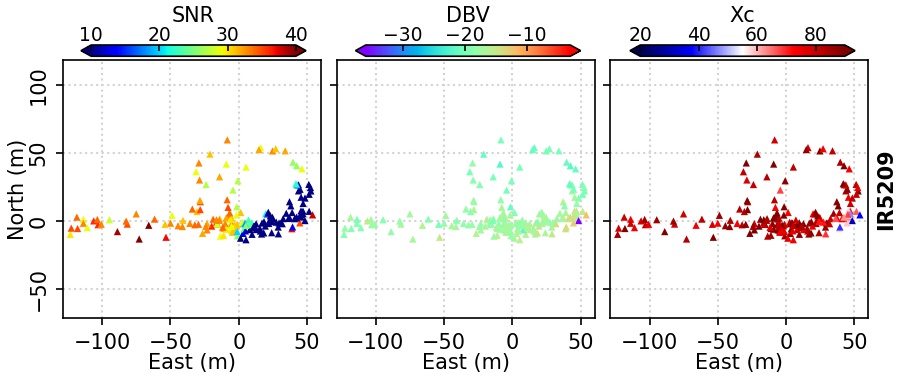 SNR DBV Xc
10 20 30 40 −30 −20 −10 20 40 60 80
100
50
0
−50
North (m)
IR5209
−100 −50 0 50 −100 −50 0 50 −100 −50 0 50
East (m) East (m) East (m)